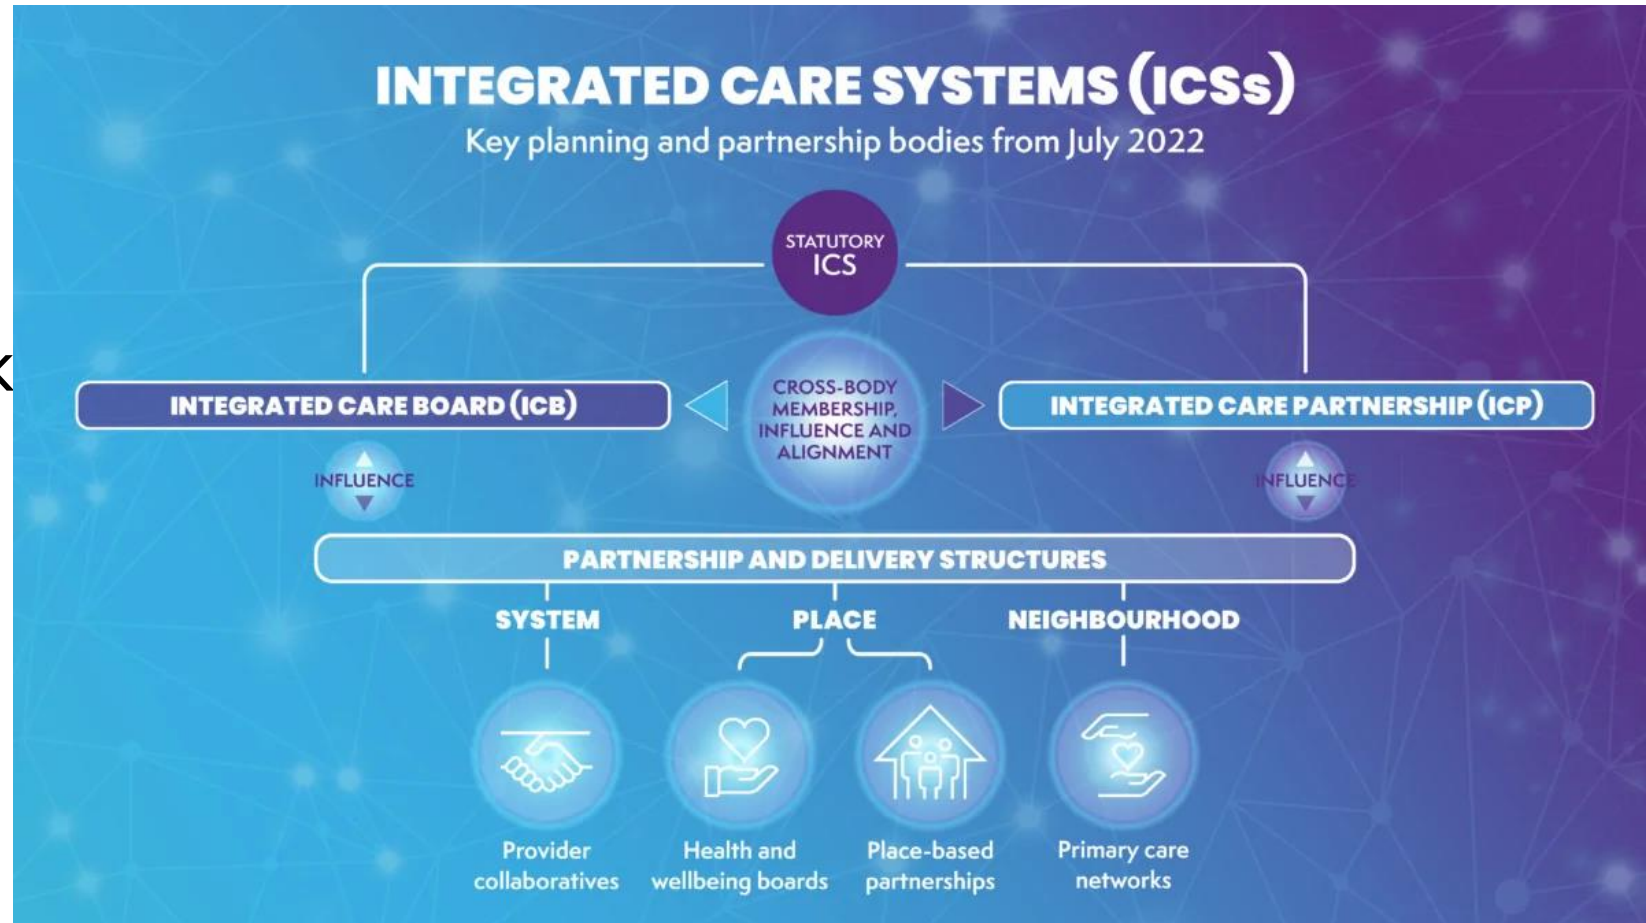 INTEGRATED CARE SYSTEMS (ICSs)
Key planning and partnership bodies from July 2022
STATUTORY
ICS
k
INTEGRATED CARE BOARD (ICB)
CROSS-BODY
MEMBERSHIP,
INFLUENCE AND
ALIGNMENT
INTEGRATED CARE PARTNERSHIP (ICP)
INFLUENCE
INFLUENCE
PARTNERSHIP AND DELIVERY STRUCTURES
SYSTEM
PLACE
NEIGHBOURHOOD
Provider
collaboratives
Health and
wellbeing boards
Place-based
partnerships
Primary care
networks